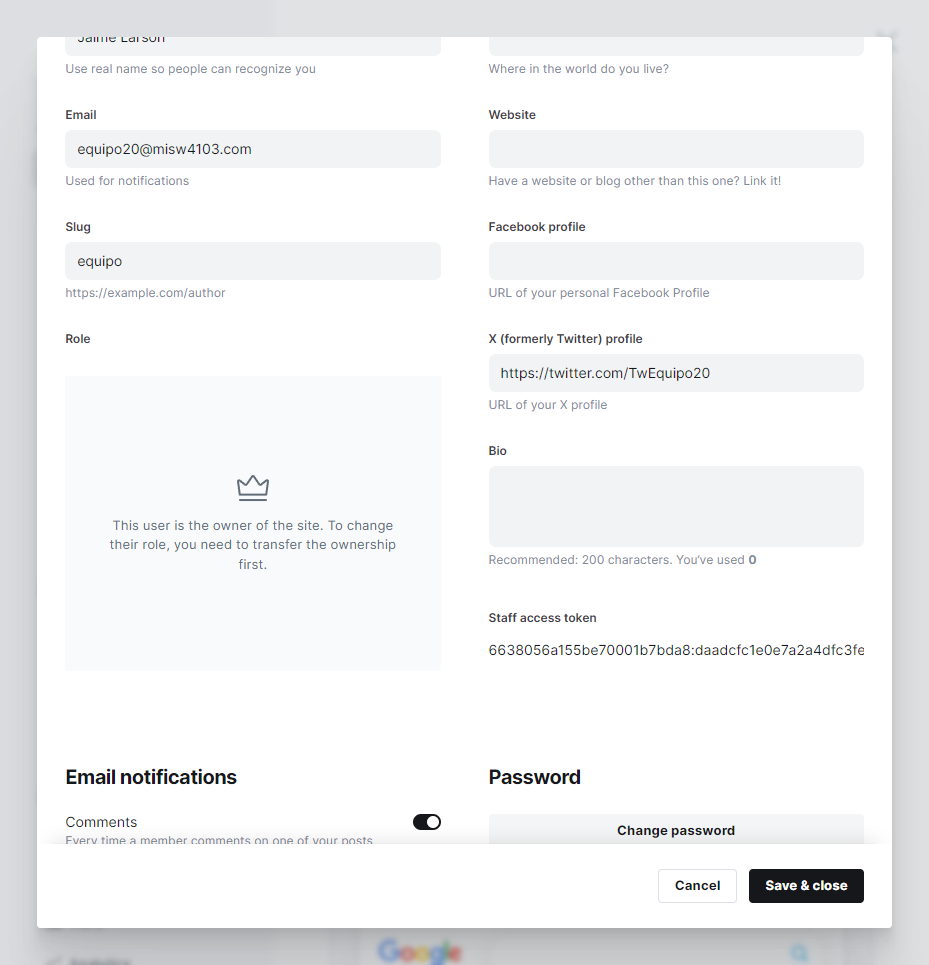 Jaime Larson
Use real name so people can recognize you
Where in the world do you live?
Email
equipo20@misw4103.com
Used for notifications
Website
Have a website or blog other than this one? Link it!
Slug
equipo
https://example.com/author
Facebook profile
URL of your personal Facebook Profile
Role
This user is the owner of the site. To change
their role, you need to transfer the ownership
first.
X (formerly Twitter) profile
https://twitter.com/TwEquipo20
URL of your X profile
Bio
Recommended: 200 characters. You've used 0
Staff access token
6638056a155be70001b7bda8:daadcfc1e0e7a2a4dfc3fe
Email notifications
Comments
Every time a member comments on one of your posts
Password
Change password
Cancel
Save & close
Google